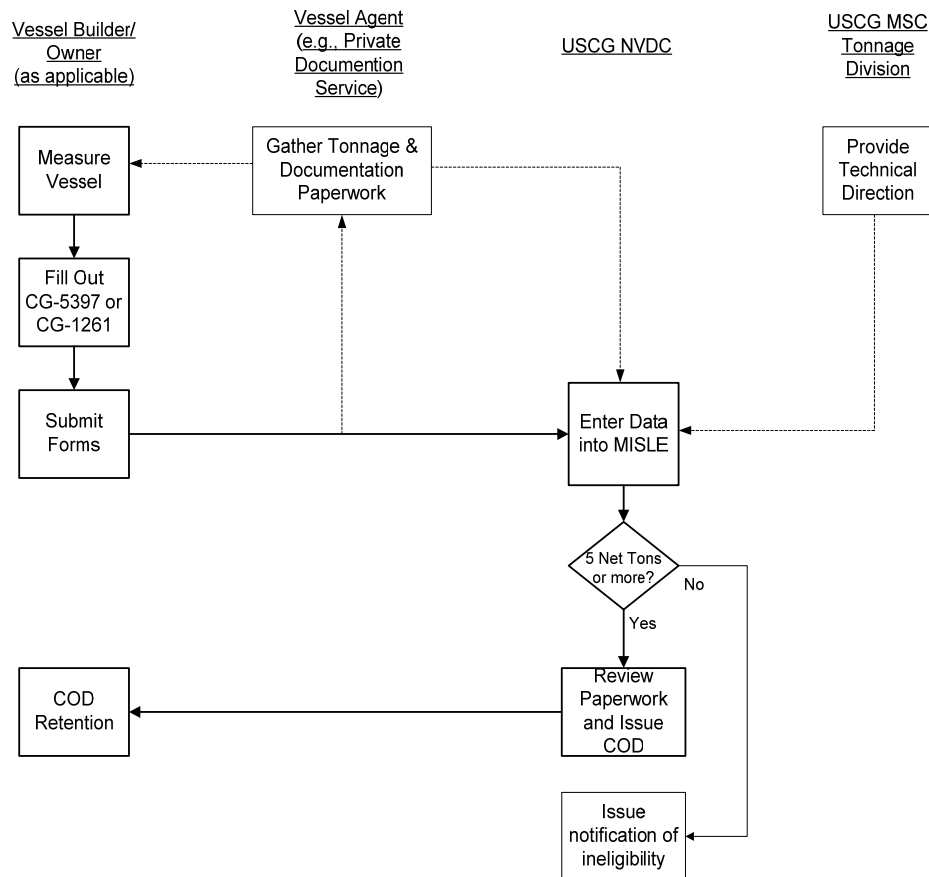 Vessel Builder/
Owner
(as applicable)
Vessel Agent
(e.g., Private
Documention
Service)
USCG NVDC
USCG MSC
Tonnage
Division
Measure
Vessel
Gather Tonnage &
Documentation
Paperwork
Provide
Technical
Direction
Fill Out
CG-5397 or
CG-1261
Submit
Forms
Enter Data
into MISLE
5 Net Tons
or more?
No
Yes
COD
Retention
Review
Paperwork
and Issue
COD
Issue
notification of
ineligibility